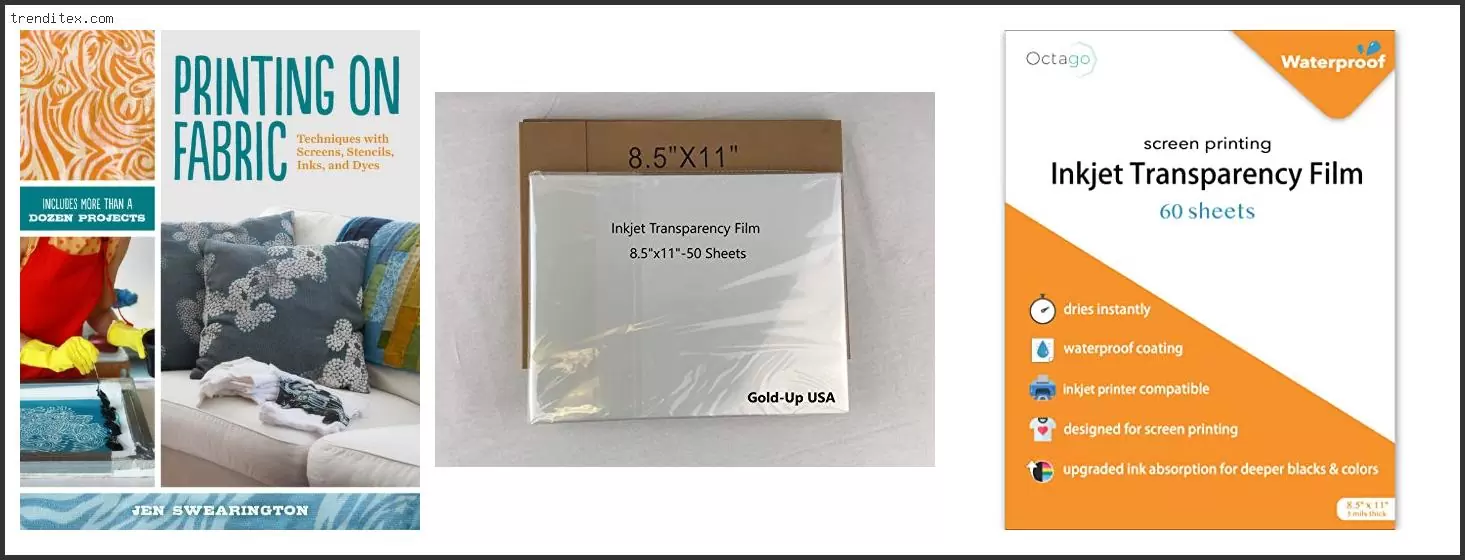 trenditex.com
PRINTING ON
FABRIC
Techniques with
Screens, Stencils,
Inks, and Dyes
INCLUDES MORE THAN A
DOZEN PROJECTS
JEN SWEARINGTON
8.5"X11"
Inkjet Transparency Film
8.5"x11"-50 Sheets
Gold-Up USA
Octago
Waterproof
screen printing
Inkjet Transparency Film
60 sheets
dries instantly
waterproof coating
inkjet printer compatible
designed for screen printing
upgraded ink absorption for deeper blacks & colors
8.5" x 11"
5 mils thick